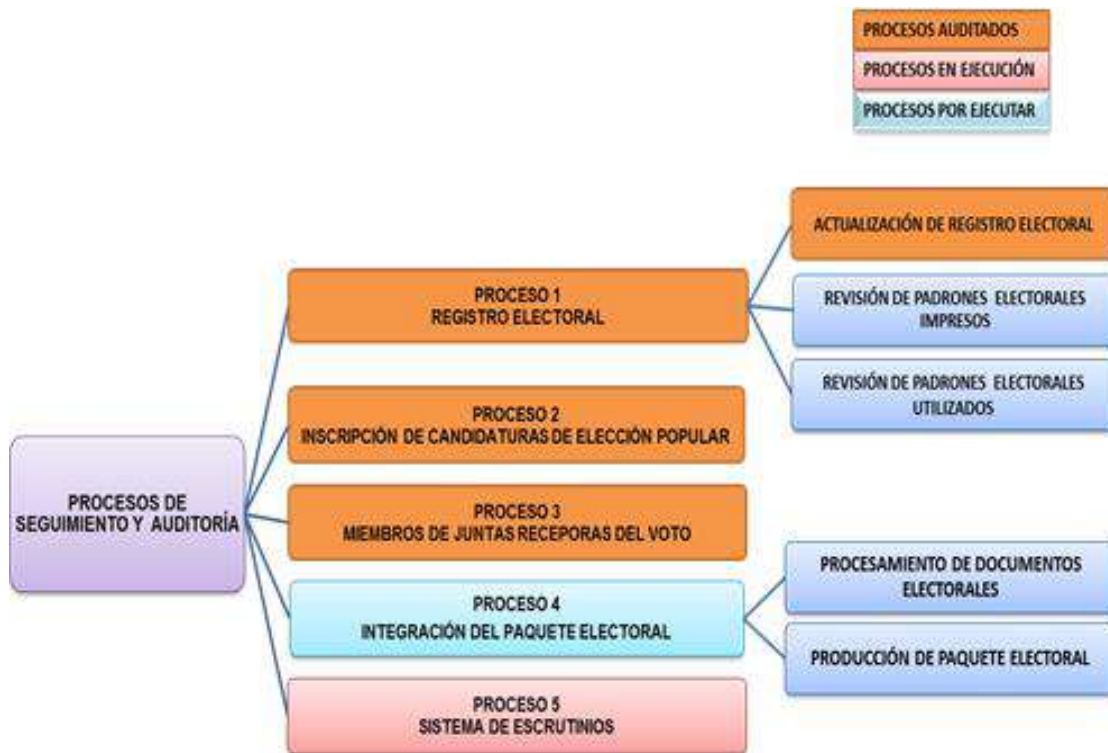 PROCESOS AUDITADOS
PROCESOS EN EJECUCIÓN
PROCESOS POR EJECUTAR
ACTUALIZACIÓN DE REGISTRO ELECTORAL
PROCESO 1
REGISTRO ELECTORAL
REVISIÓN DE PADRONES ELECTORALES
IMPRESOS
REVISIÓN DE PADRONES ELECTORALES
UTILIZADOS
PROCESO 2
INSCRIPCIÓN DE CANDIDATURAS DE ELECCIÓN POPULAR
PROCESOS DE
SEGUIMIENTO Y AUDITORÍA
PROCESO 3
MIEMBROS DE JUNTAS RECEPORAS DEL VOTO
PROCESO 4
INTEGRACIÓN DEL PAQUETE ELECTORAL
PROCESAMIENTO DE DOCUMENTOS
ELECTORALES
PRODUCCIÓN DE PAQUETE ELECTORAL
PROCESO 5
SISTEMA DE ESCRUTINIOS